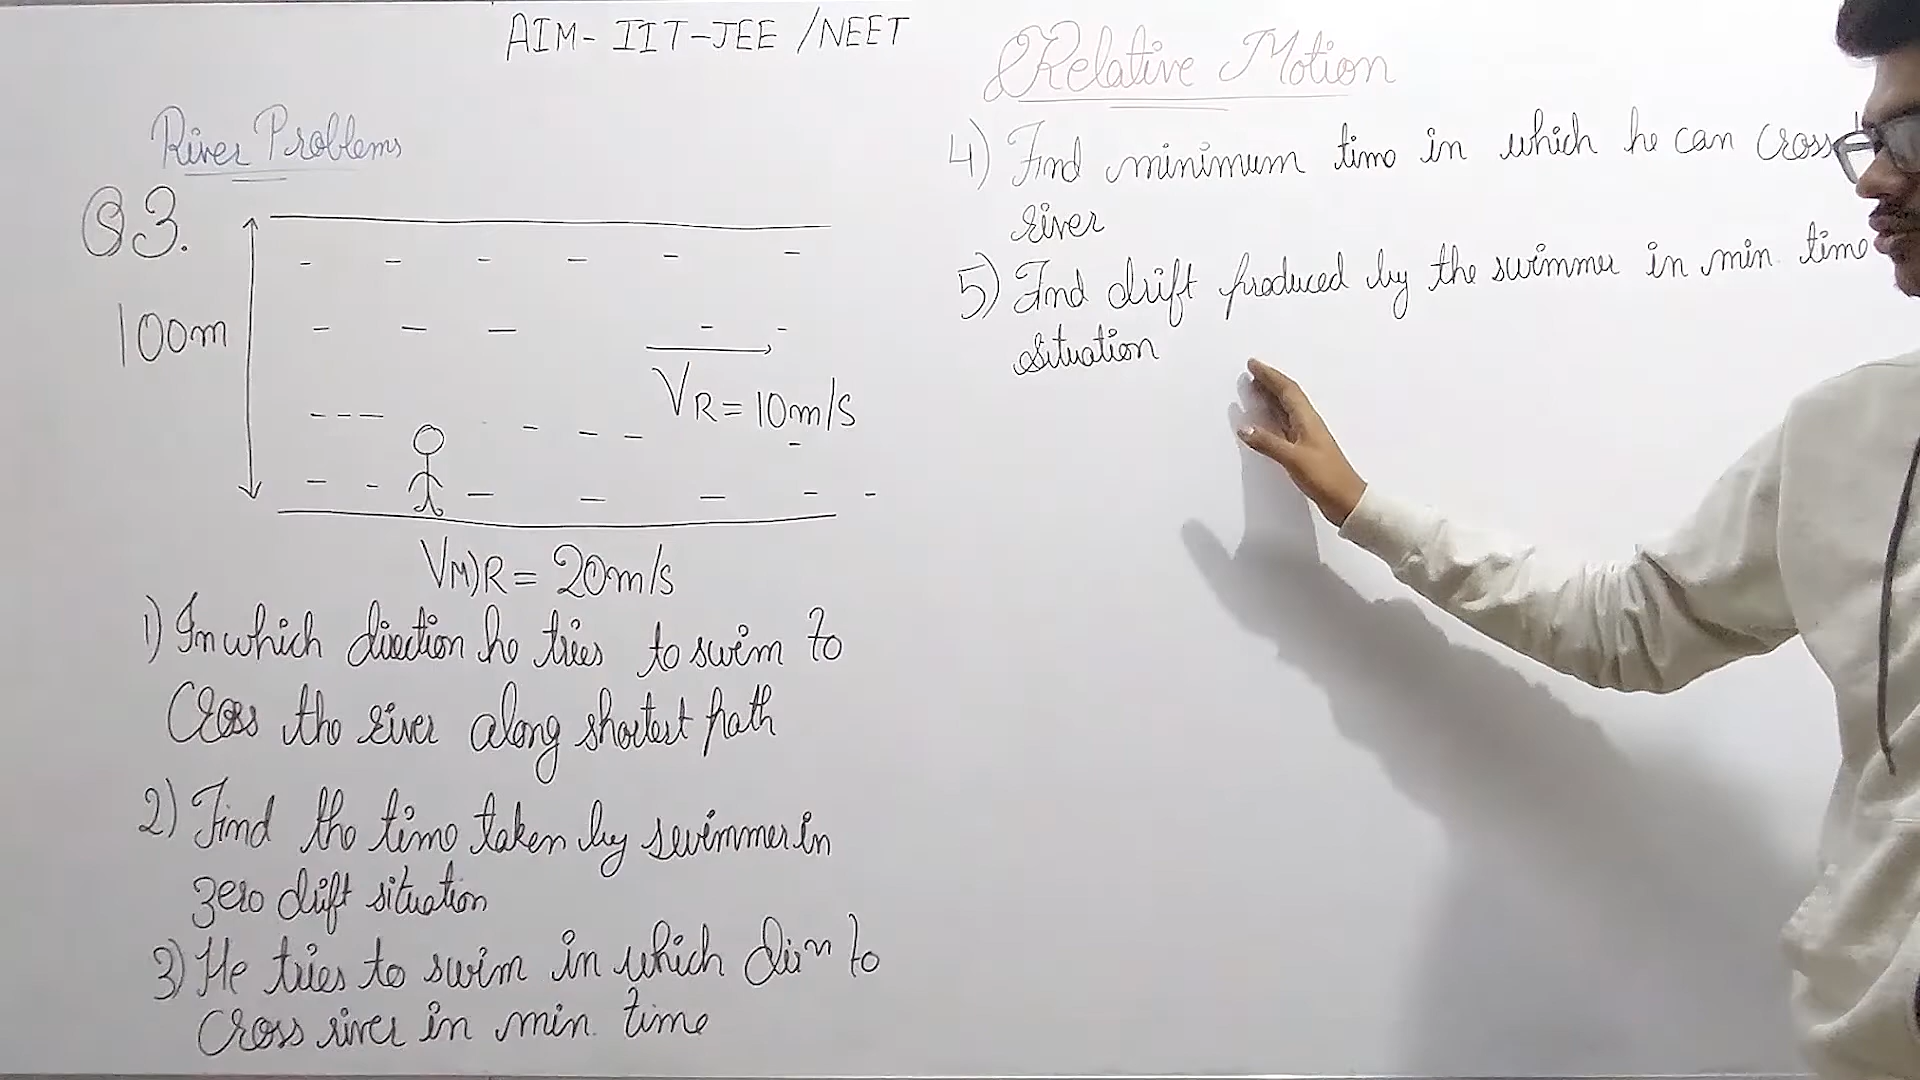 AIM- IIT-JEE /NEET
Relative Motion
River Problems
Q3.
100m
VR = 10m/s
VM)R = 20m/s
1) In which direction he tries to swim to
Cross the river along shortest path
2) Find the time taken by swimmer in
zero drift situation
3) He tries to swim in which dirn to
Cross river in min. time
4) Find minimum time in which he can cross
river
5) Find drift produced by the swimmer in min. time
situation